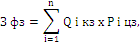 З фз = n∑i=1 Q i кз х Р i цз,